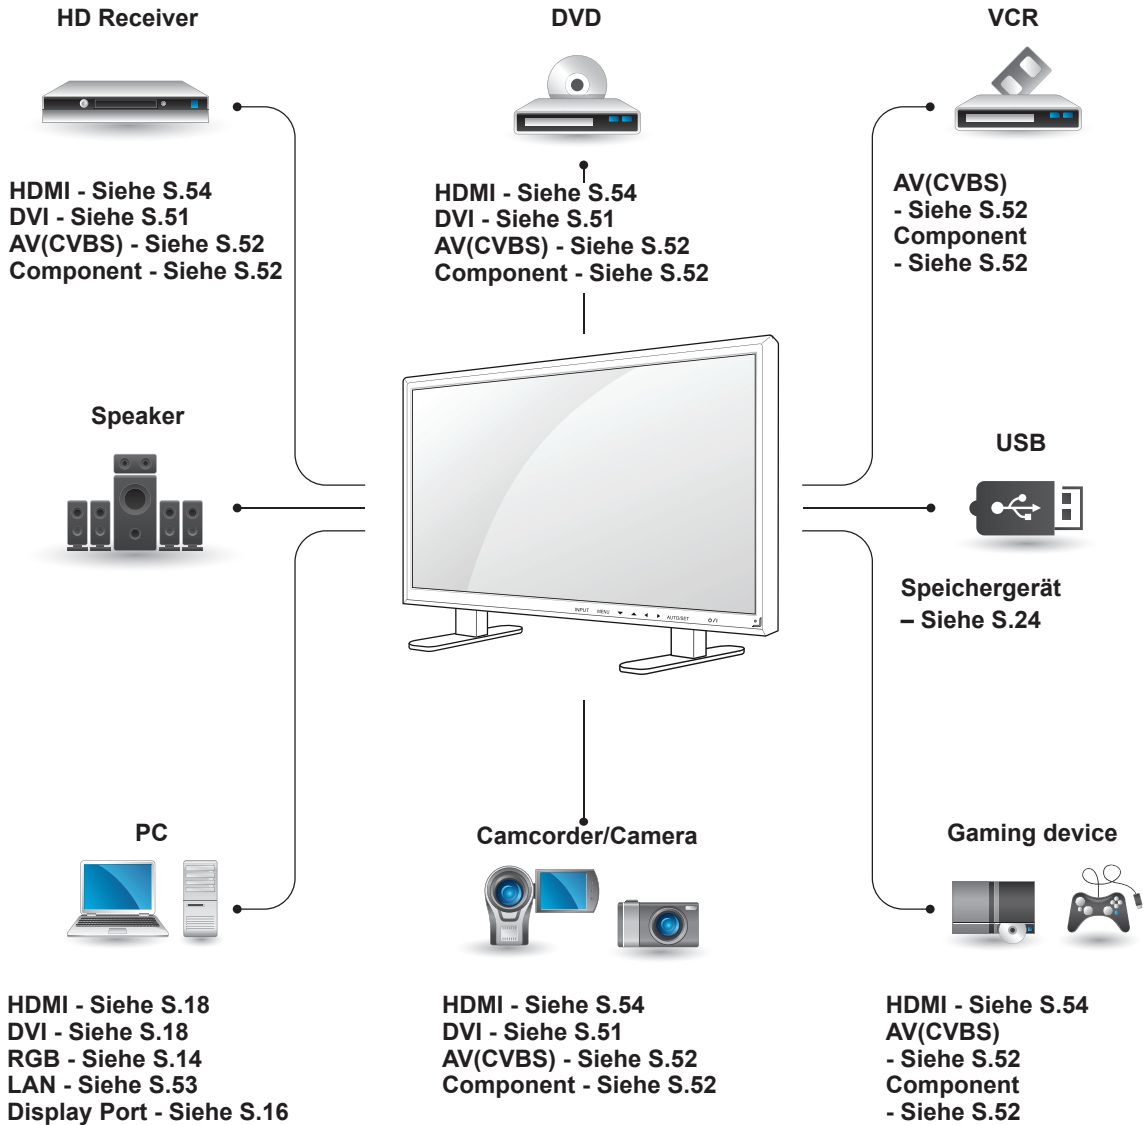 HD Receiver
HDMI - Siehe S.54
DVI - Siehe S.51
AV(CVBS) - Siehe S.52
Component - Siehe S.52
DVD
HDMI - Siehe S.54
DVI - Siehe S.51
AV(CVBS) - Siehe S.52
Component - Siehe S.52
VCR
AV(CVBS)
- Siehe S.52
Component
- Siehe S.52
Speaker
INPUT MENU AUTO/SET
USB
Speichergerät
– Siehe S.24
PC
HDMI - Siehe S.18
DVI - Siehe S.18
RGB - Siehe S.14
LAN - Siehe S.53
Display Port - Siehe S.16
Camcorder/Camera
HDMI - Siehe S.54
DVI - Siehe S.51
AV(CVBS) - Siehe S.52
Component - Siehe S.52
Gaming device
HDMI - Siehe S.54
AV(CVBS)
- Siehe S.52
Component
- Siehe S.52